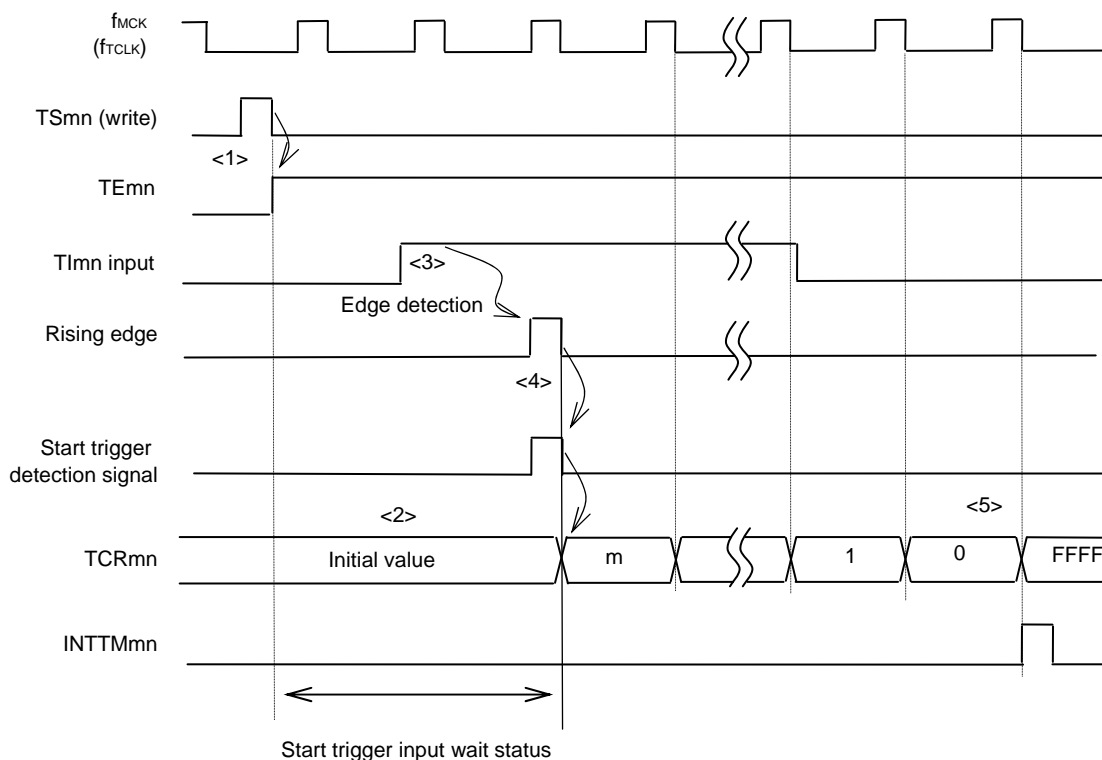 fMCK
(fTCLK)
TSmn (write)
<1>
TEmn
TImn input
<3>
Edge detection
Rising edge
<4>
Start trigger
detection signal
<2>
<5>
TCRmn
Initial value
m
1
0
FFFF
INTTMmn
Start trigger input wait status